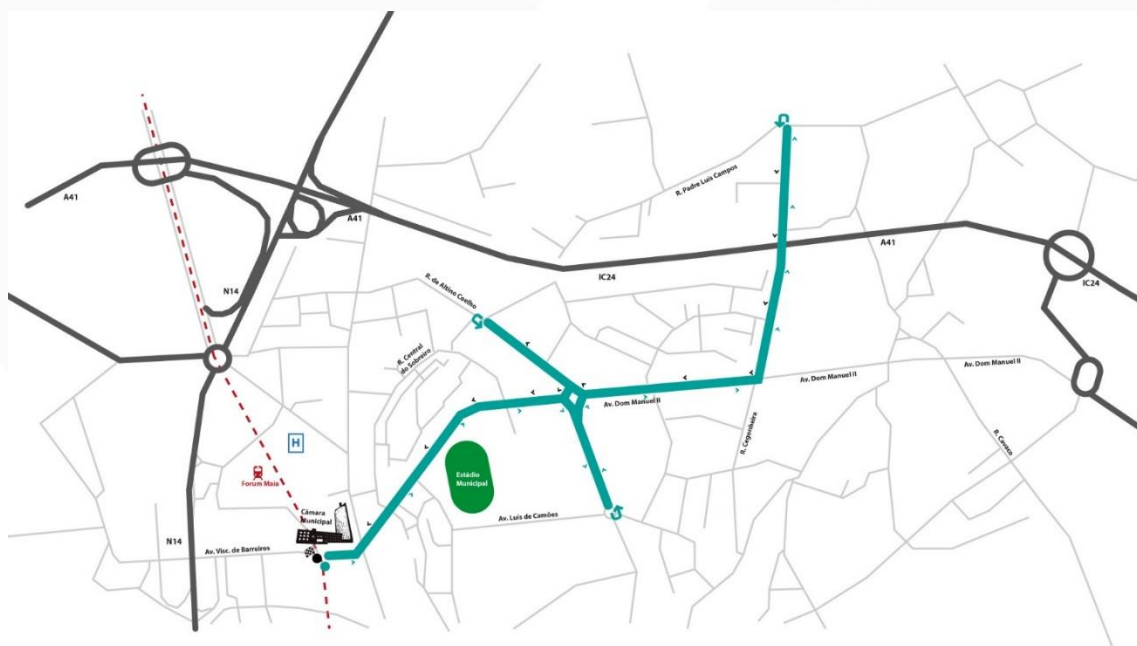 R. Padre Luís Campos
A41
A41
A41
IC24
IC24
N14
R. de Altino Coelho
R. Central
do Sobreiro
Av. Dom Manuel II
Av. Dom Manuel II
Av. Dom Manuel II
R. Cegonheira
R. Cavaco
H
Forum Maia
Estádio
Municipal
Câmara
Municipal
Av. Luís de Camões
N14
Av. Visc. de Barreiros